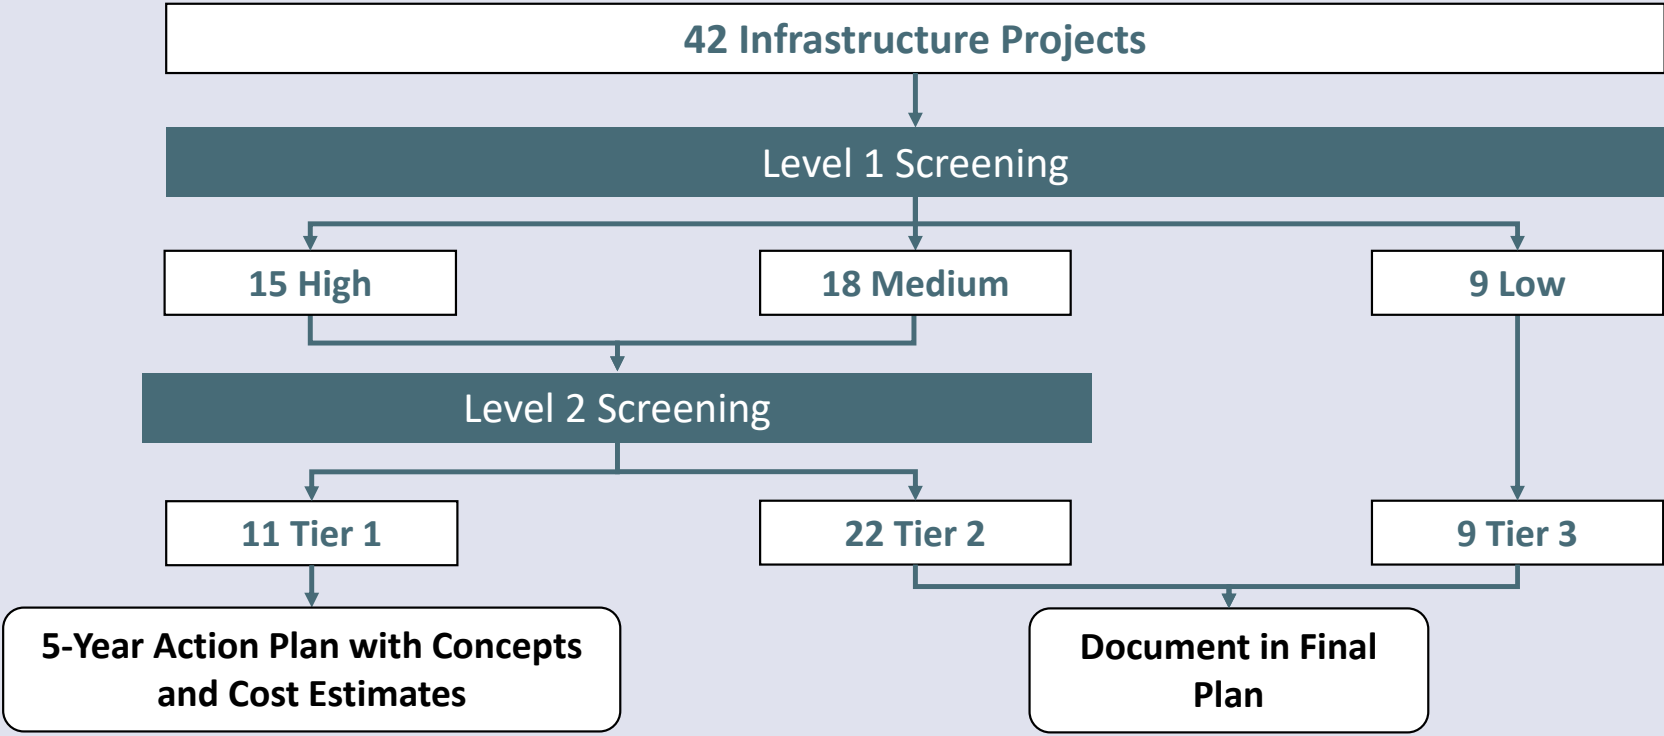 42 Infrastructure Projects
Level 1 Screening
15 High
18 Medium
9 Low
Level 2 Screening
11 Tier 1
22 Tier 2
9 Tier 3
5-Year Action Plan with Concepts
and Cost Estimates
Document in Final
Plan